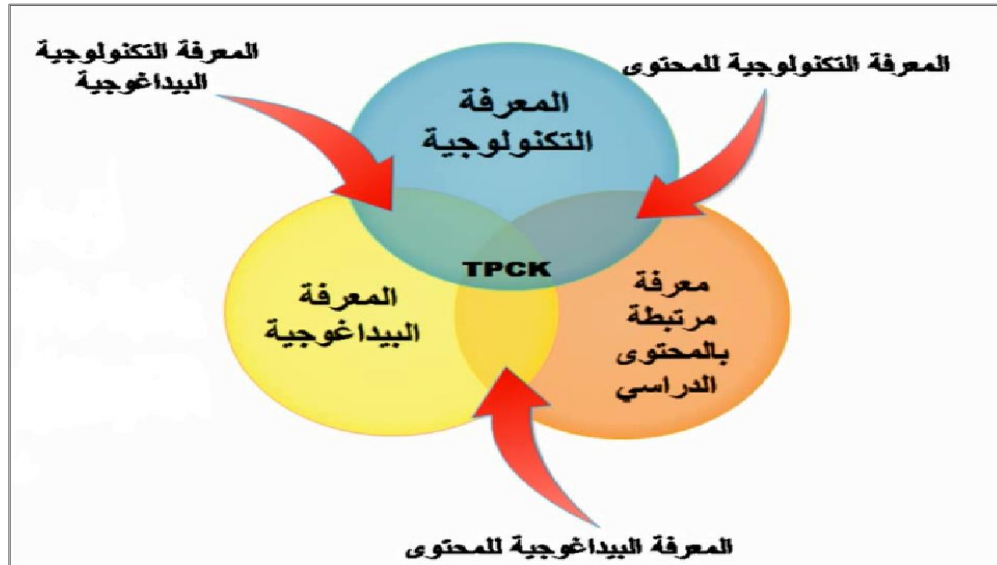 المعرفة التكنولوجية
البيداغوجية
المعرفة التكنولوجية للمحتوى
المعرفة
التكنولوجية
TPCK
المعرفة
البيداغوجية
معرفة
مرتبطة
بالمحتوى
الدراسي
المعرفة البيداغوجية للمحتوى